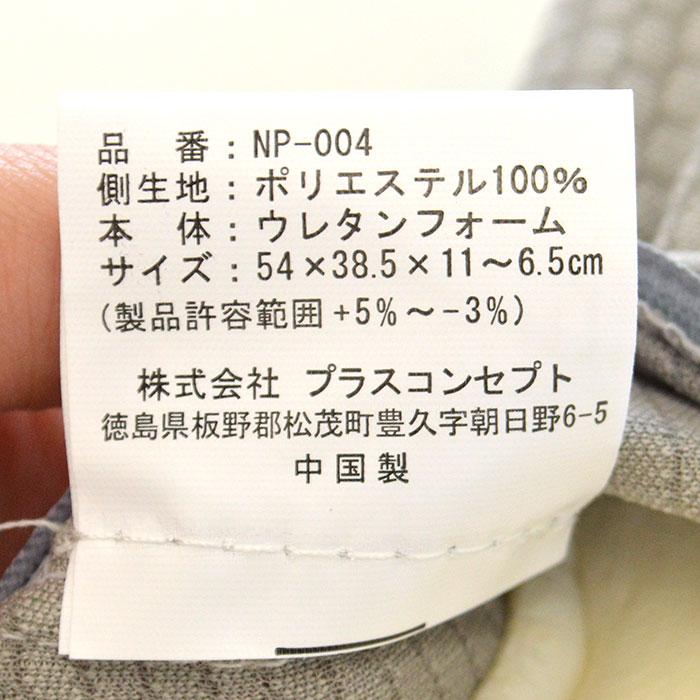 品　番：NP-004
側生地：ポリエステル100%
本　体：ウレタンフォーム
サイズ：54×38.5×11～6.5cm
(製品許容範囲+5%～-3%)
株式会社 プラスコンセプト
徳島県板野郡松茂町豊久字朝日野6-5
中国製